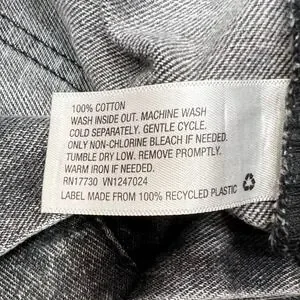 100% COTTON
WASH INSIDE OUT. MACHINE WASH
COLD SEPARATELY. GENTLE CYCLE.
ONLY NON-CHLORINE BLEACH IF NEEDED.
TUMBLE DRY LOW. REMOVE PROMPTLY.
WARM IRON IF NEEDED.
RN17730 VN1247024
LABEL MADE FROM 100% RECYCLED PLASTIC